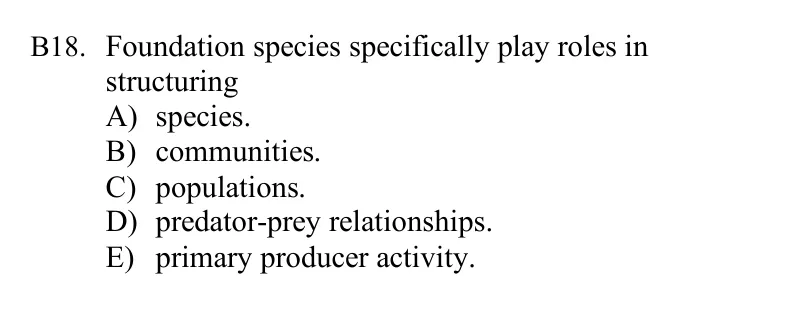 B18. Foundation species specifically play roles in
structuring
A) species.
B) communities.
C) populations.
D) predator-prey relationships.
E) primary producer activity.